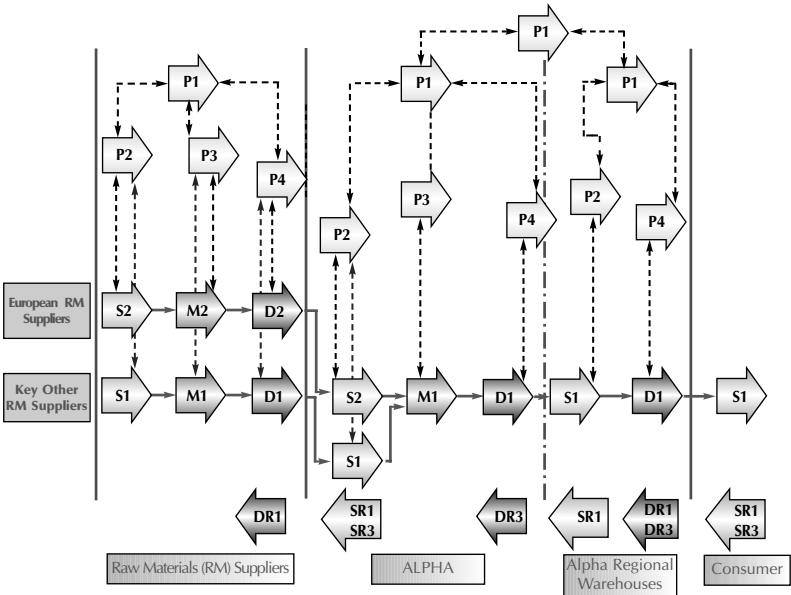 P1
P1
P1
P1
P2
P3
P4
P3
P2
P4
P2
P4
European RM
Suppliers
S2
M2
D2
Key Other
RM Suppliers
S1
M1
D1
S2
M1
D1
S1
D1
S1
S1
DR1
SR1
SR3
DR3
SR1
DR1
DR3
SR1
SR3
Raw Materials (RM) Suppliers
ALPHA
Alpha Regional
Warehouses
Consumer